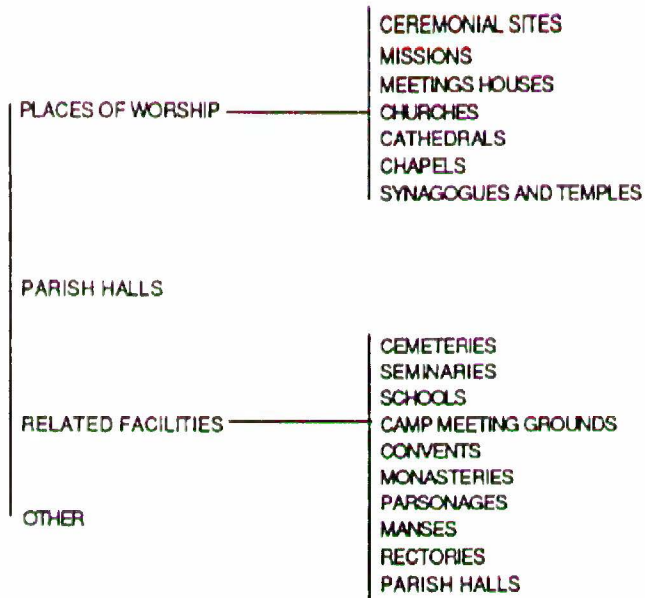 PLACES OF WORSHIP
CEREMONIAL SITES
MISSIONS
MEETINGS HOUSES
CHURCHES
CATHEDRALS
CHAPELS
SYNAGOGUES AND TEMPLES
PARISH HALLS
RELATED FACILITIES
CEMETERIES
SEMINARIES
SCHOOLS
CAMP MEETING GROUNDS
CONVENTS
MONASTERIES
PARSONAGES
MANSES
RECTORIES
PARISH HALLS
OTHER